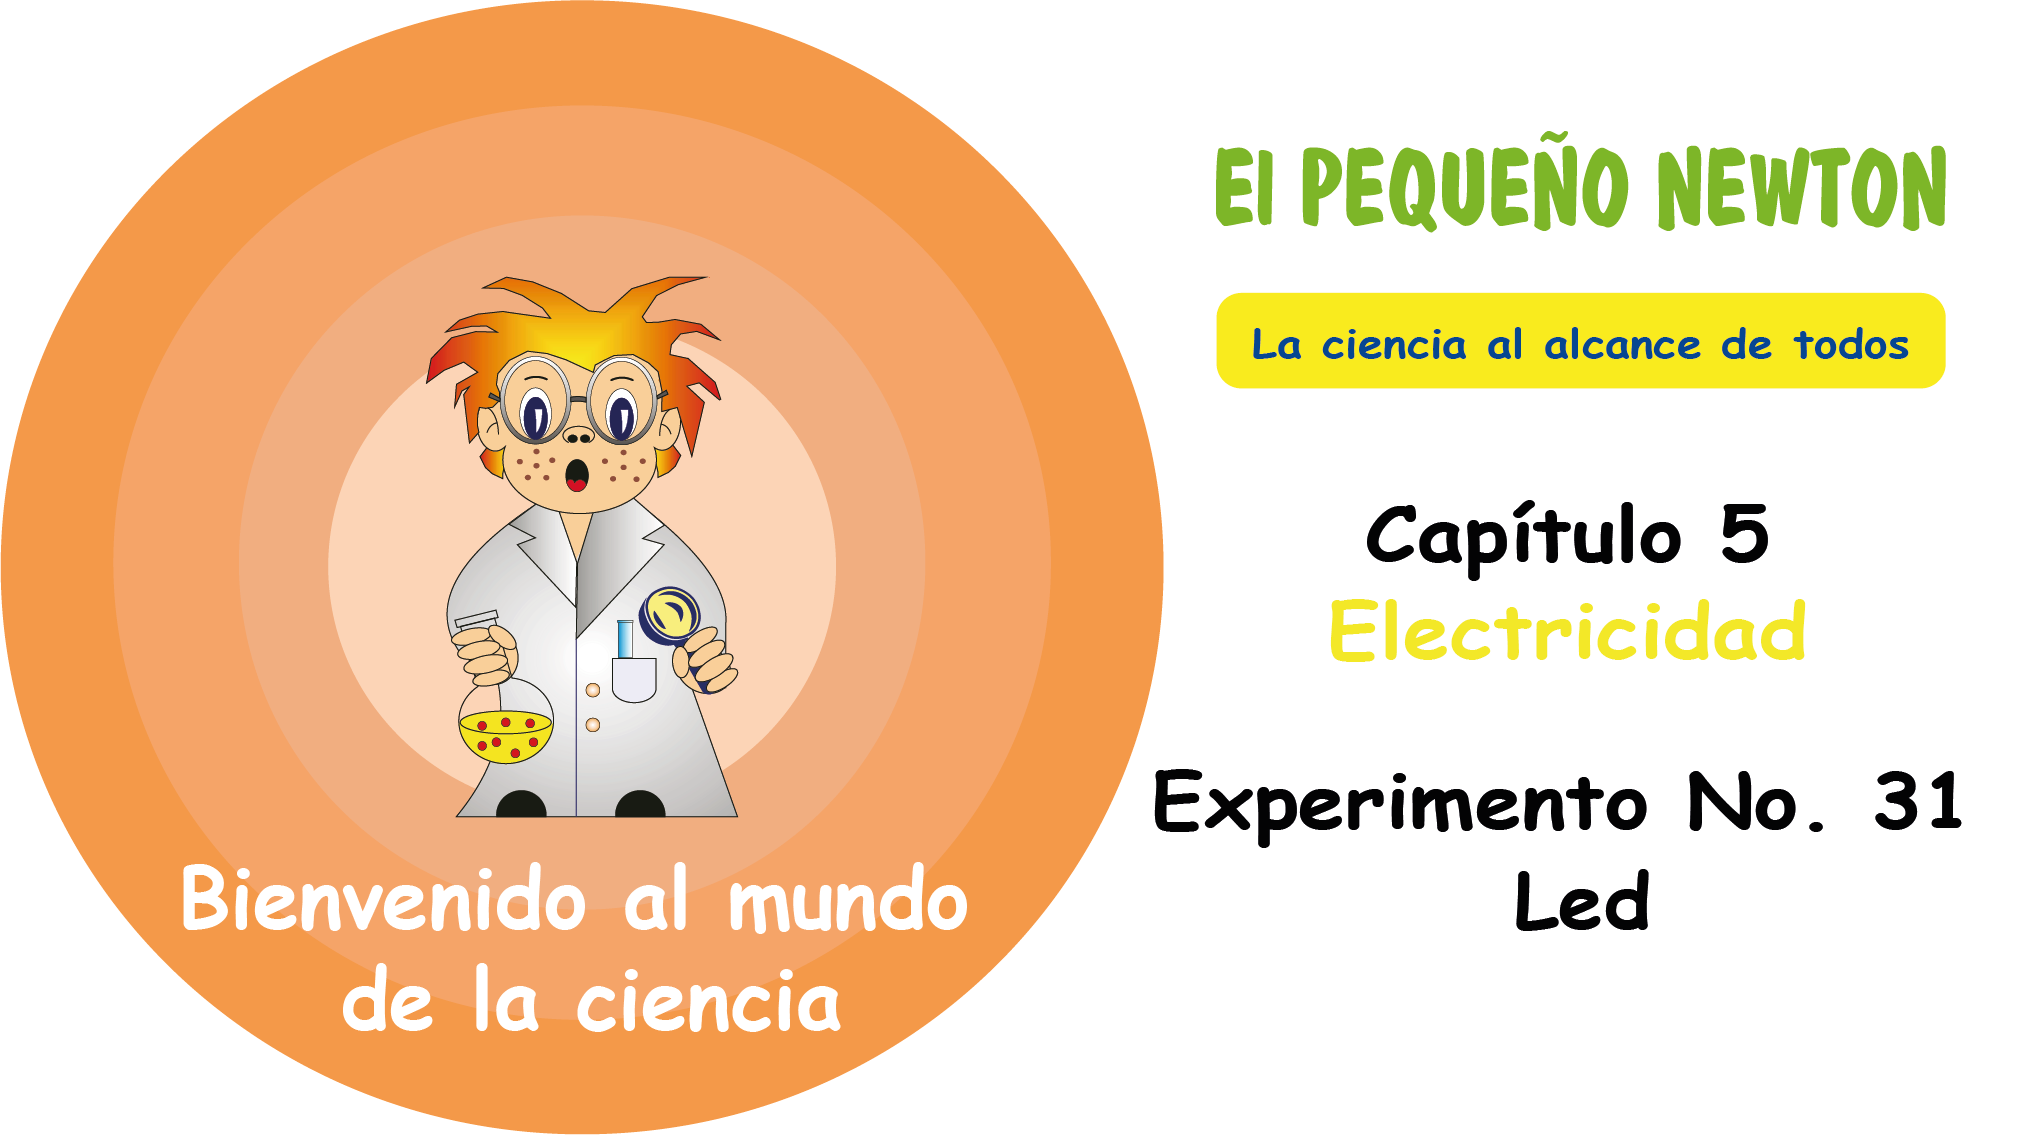 El PEQUEÑO NEWTON
La ciencia al alcance de todos
Capítulo 5
Electricidad
Experimento No. 31
Led
Bienvenido al mundo
de la ciencia